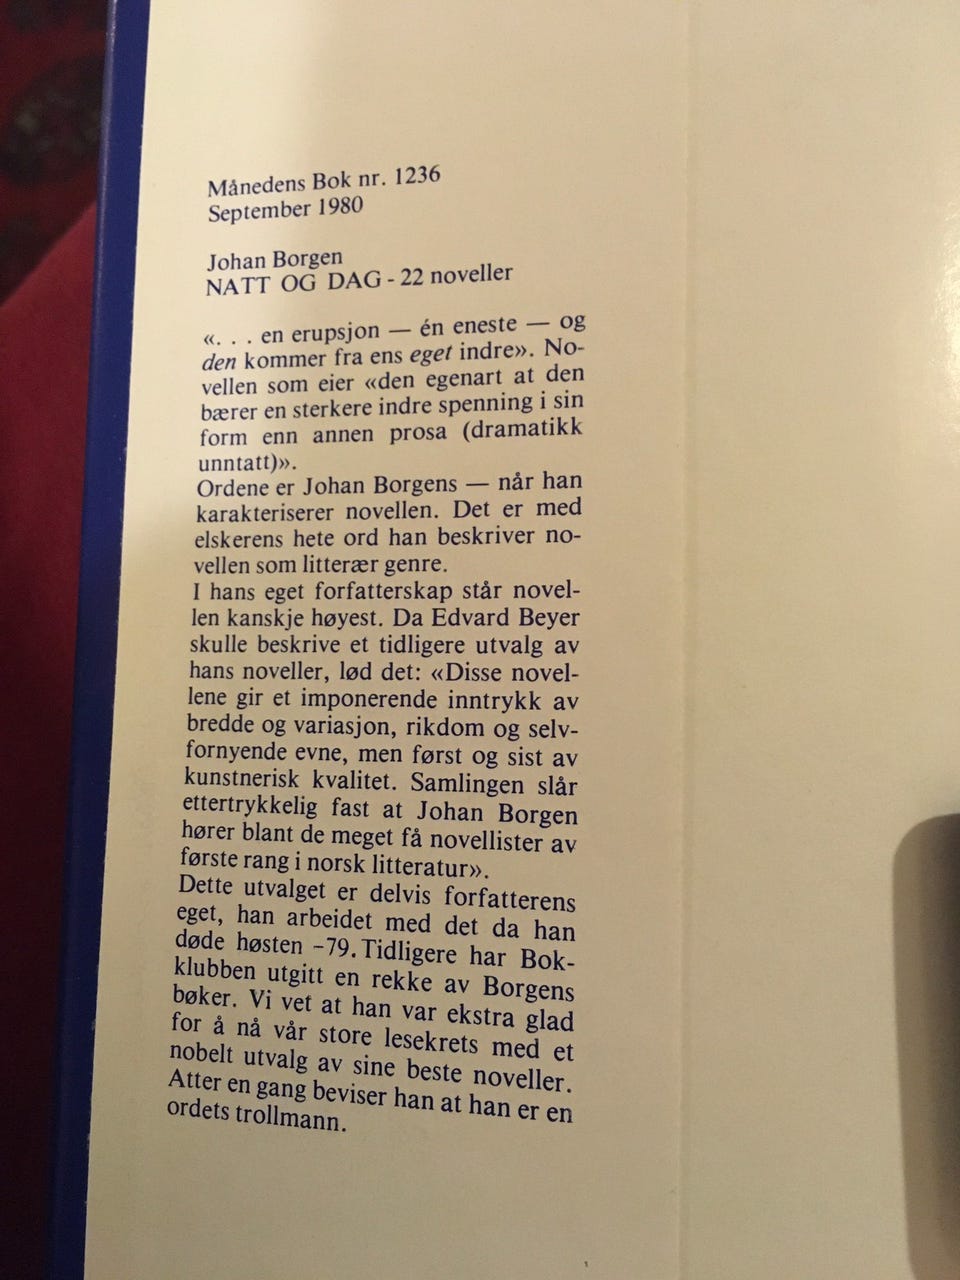 Månedens Bok nr. 1236
September 1980
Johan Borgen
NATT OG DAG - 22 noveller
«. . . en erupsjon — én eneste — og
den kommer fra ens eget indre». No-
vellen som eier «den egenart at den
bærer en sterkere indre spenning i sin
form enn annen prosa (dramatikk
unntatt)».
Ordene er Johan Borgens — når han
karakteriserer novellen. Det er med
elskerens hete ord han beskriver no-
vellen som litterær genre.
I hans eget forfatterskap står novel-
len kanskje høyest. Da Edvard Beyer
skulle beskrive et tidligere utvalg av
hans noveller, lød det: «Disse novel-
lene gir et imponerende inntrykk av
bredde og variasjon, rikdom og selv-
fornyende evne, men først og sist av
kunstnerisk kvalitet. Samlingen slår
ettertrykkelig fast at Johan Borgen
hører blant de meget få novellister av
første rang i norsk litteratur».
Dette utvalget er delvis forfatterens
eget, han arbeidet med det da han
døde høsten -79. Tidligere har Bok-
klubben utgitt en rekke av Borgens
bøker. Vi vet at han var ekstra glad
for å nå vår store lesekrets med et
nobelt utvalg av sine beste noveller.
Atter en gang beviser han at han er en
ordets trollmann.